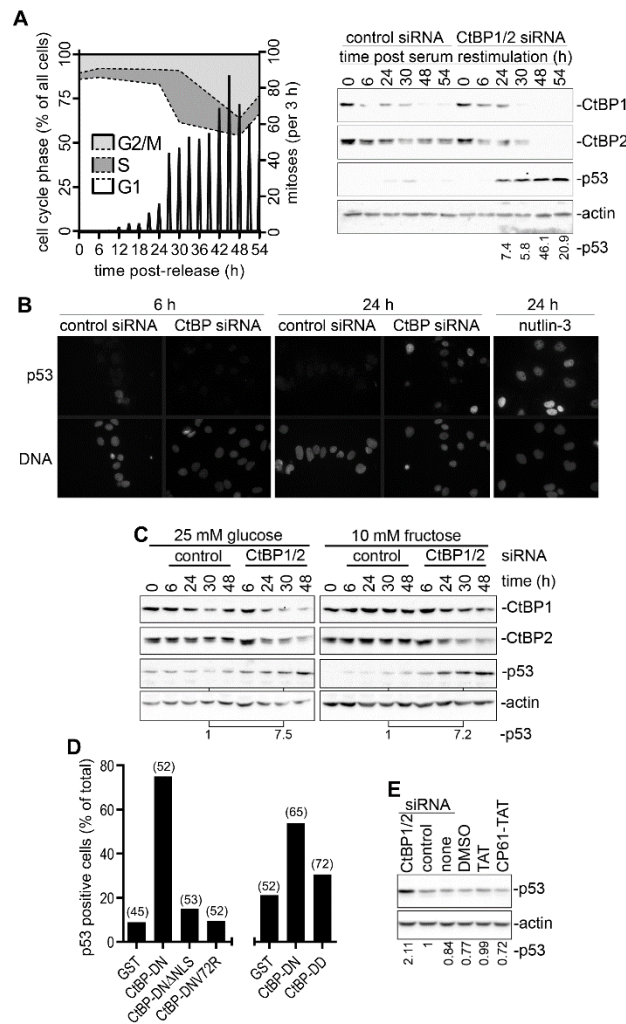 A
control siRNA CtBP1/2 siRNA
time post serum restimulation (h)
0 6 24 30 48 54 0 6 24 30 48 54
-CtBP1
-CtBP2
-p53
-actin
7.4 5.8 46.1 20.9 -p53
cell cycle phase (% of all cells)
100
75
50
25
0
G2/M
S
G1
100
80
60
40
20
0
mitoses (per 3 h)
0 6 12 18 24 30 36 42 48 54
time post-release (h)
B
6 h 24 h 24 h
control siRNA CtBP siRNA control siRNA CtBP siRNA nutlin-3
p53
DNA
C
25 mM glucose 10 mM fructose
control CtBP1/2 control CtBP1/2 siRNA
0 6 24 30 48 6 24 30 48 0 6 24 30 48 6 24 30 48 time (h)
-CtBP1
-CtBP2
-p53
-actin
1 7.5 1 7.2 -p53
D
p53 positive cells (% of total)
80
60
40
20
0
(45) (52) (53) (52) (52) (65) (72)
GST CtBP-DN CtBP-DNΔNLS CtBP-DNV72R GST CtBP-DN CtBP-DD
E
siRNA
CtBP1/2 control none DMSO TAT CP61-TAT
-p53
-actin
2.11 1 0.84 0.77 0.99 0.72 -p53